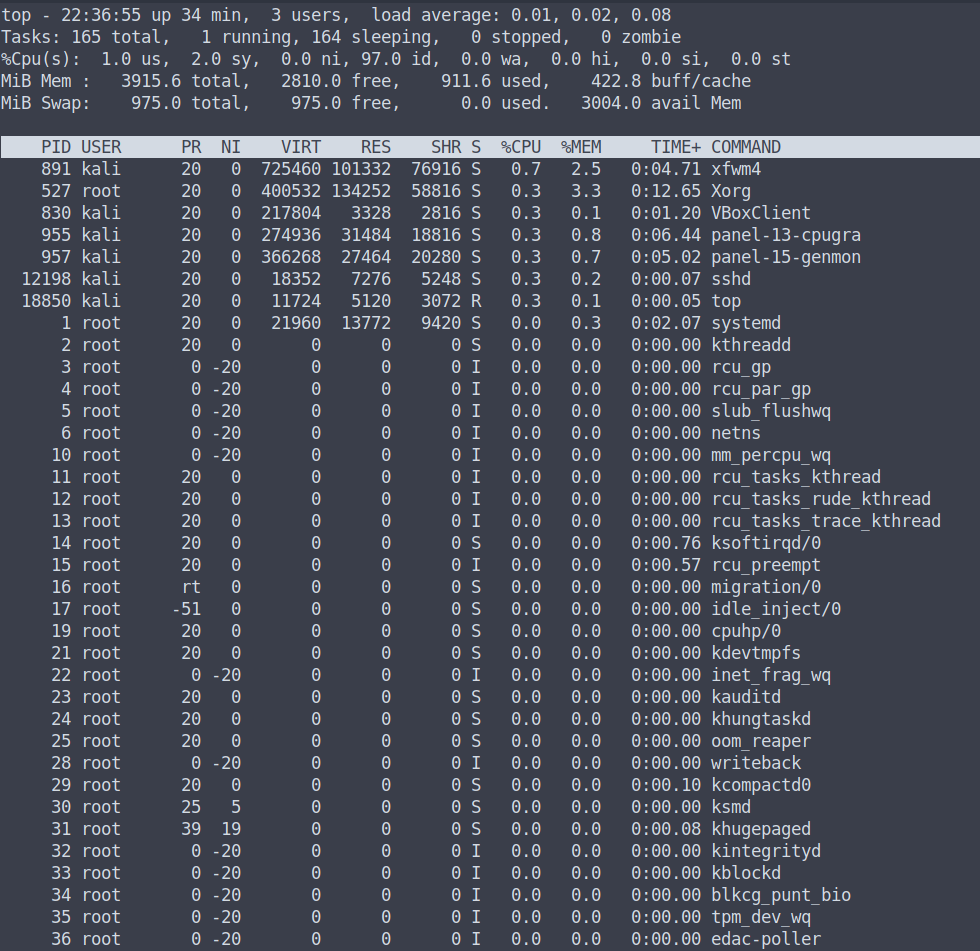 top - 22:36:55 up 34 min,  3 users,  load average: 0.01, 0.02, 0.08
Tasks: 165 total,   1 running, 164 sleeping,   0 stopped,   0 zombie
%Cpu(s):  1.0 us,  2.0 sy,  0.0 ni, 97.0 id,  0.0 wa,  0.0 hi,  0.0 si,  0.0 st
MiB Mem :   3915.6 total,   2810.0 free,    911.6 used,    422.8 buff/cache
MiB Swap:    975.0 total,    975.0 free,      0.0 used.   3004.0 avail Mem
    PID USER      PR  NI    VIRT    RES    SHR S  %CPU  %MEM     TIME+ COMMAND
    891 kali      20   0  725460 101332  76916 S   0.7   2.5   0:04.71 xfwm4
    527 root      20   0  400532 134252  58816 S   0.3   3.3   0:12.65 Xorg
    830 kali      20   0  217804   3328   2816 S   0.3   0.1   0:01.20 VBoxClient
    955 kali      20   0  274936  31484  18816 S   0.3   0.8   0:06.44 panel-13-cpugra
    957 kali      20   0  366268  27464  20280 S   0.3   0.7   0:05.02 panel-15-genmon
  12198 kali      20   0   18352   7276   5248 S   0.3   0.2   0:00.07 sshd
  18850 kali      20   0   11724   5120   3072 R   0.3   0.1   0:00.05 top
      1 root      20   0   21960  13772   9420 S   0.0   0.3   0:02.07 systemd
      2 root      20   0       0      0      0 S   0.0   0.0   0:00.00 kthreadd
      3 root       0 -20       0      0      0 I   0.0   0.0   0:00.00 rcu_gp
      4 root       0 -20       0      0      0 I   0.0   0.0   0:00.00 rcu_par_gp
      5 root       0 -20       0      0      0 I   0.0   0.0   0:00.00 slub_flushwq
      6 root       0 -20       0      0      0 I   0.0   0.0   0:00.00 netns
     10 root       0 -20       0      0      0 I   0.0   0.0   0:00.00 mm_percpu_wq
     11 root      20   0       0      0      0 I   0.0   0.0   0:00.00 rcu_tasks_kthread
     12 root      20   0       0      0      0 I   0.0   0.0   0:00.00 rcu_tasks_rude_kthread
     13 root      20   0       0      0      0 I   0.0   0.0   0:00.00 rcu_tasks_trace_kthread
     14 root      20   0       0      0      0 S   0.0   0.0   0:00.76 ksoftirqd/0
     15 root      20   0       0      0      0 I   0.0   0.0   0:00.57 rcu_preempt
     16 root      rt   0       0      0      0 S   0.0   0.0   0:00.00 migration/0
     17 root     -51   0       0      0      0 S   0.0   0.0   0:00.00 idle_inject/0
     19 root      20   0       0      0      0 S   0.0   0.0   0:00.00 cpuhp/0
     21 root      20   0       0      0      0 S   0.0   0.0   0:00.00 kdevtmpfs
     22 root       0 -20       0      0      0 I   0.0   0.0   0:00.00 inet_frag_wq
     23 root      20   0       0      0      0 S   0.0   0.0   0:00.00 kauditd
     24 root      20   0       0      0      0 S   0.0   0.0   0:00.00 khungtaskd
     25 root      20   0       0      0      0 S   0.0   0.0   0:00.00 oom_reaper
     28 root       0 -20       0      0      0 I   0.0   0.0   0:00.00 writeback
     29 root      20   0       0      0      0 S   0.0   0.0   0:00.10 kcompactd0
     30 root      25   5       0      0      0 S   0.0   0.0   0:00.00 ksmd
     31 root      39  19       0      0      0 S   0.0   0.0   0:00.08 khugepaged
     32 root       0 -20       0      0      0 I   0.0   0.0   0:00.00 kintegrityd
     33 root       0 -20       0      0      0 I   0.0   0.0   0:00.00 kblockd
     34 root       0 -20       0      0      0 I   0.0   0.0   0:00.00 blkcg_punt_bio
     35 root       0 -20       0      0      0 I   0.0   0.0   0:00.00 tpm_dev_wq
     36 root       0 -20       0      0      0 I   0.0   0.0   0:00.00 edac-poller